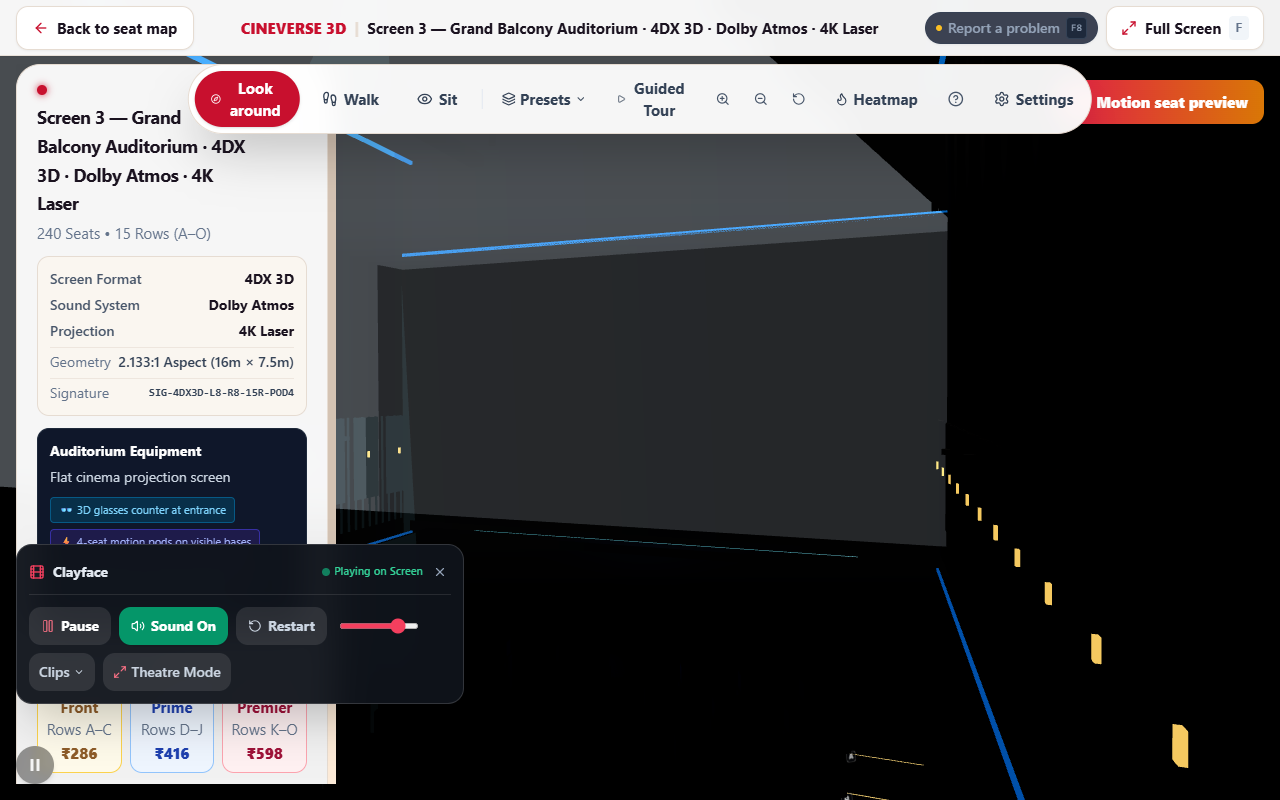 Back to seat map
CINEVERSE 3D | Screen 3 — Grand Balcony Auditorium · 4DX 3D · Dolby Atmos · 4K Laser
Report a problem F8
Full Screen F
Look around
Walk
Sit
Presets
Guided Tour
Heatmap
Settings
Motion seat preview
Screen 3 — Grand
Balcony Auditorium · 4DX
3D · Dolby Atmos · 4K
Laser
240 Seats • 15 Rows (A–O)
Screen Format 4DX 3D
Sound System Dolby Atmos
Projection 4K Laser
Geometry 2.133:1 Aspect (16m × 7.5m)
Signature SIG-4DX3D-L8-R8-15R-POD4
Auditorium Equipment
Flat cinema projection screen
3D glasses counter at entrance
4-seat motion pods on visible bases
Clayface
Playing on Screen
Pause
Sound On
Restart
Clips
Theatre Mode
Front Prime Premier
Rows A–C Rows D–J Rows K–O
₹286 ₹416 ₹598